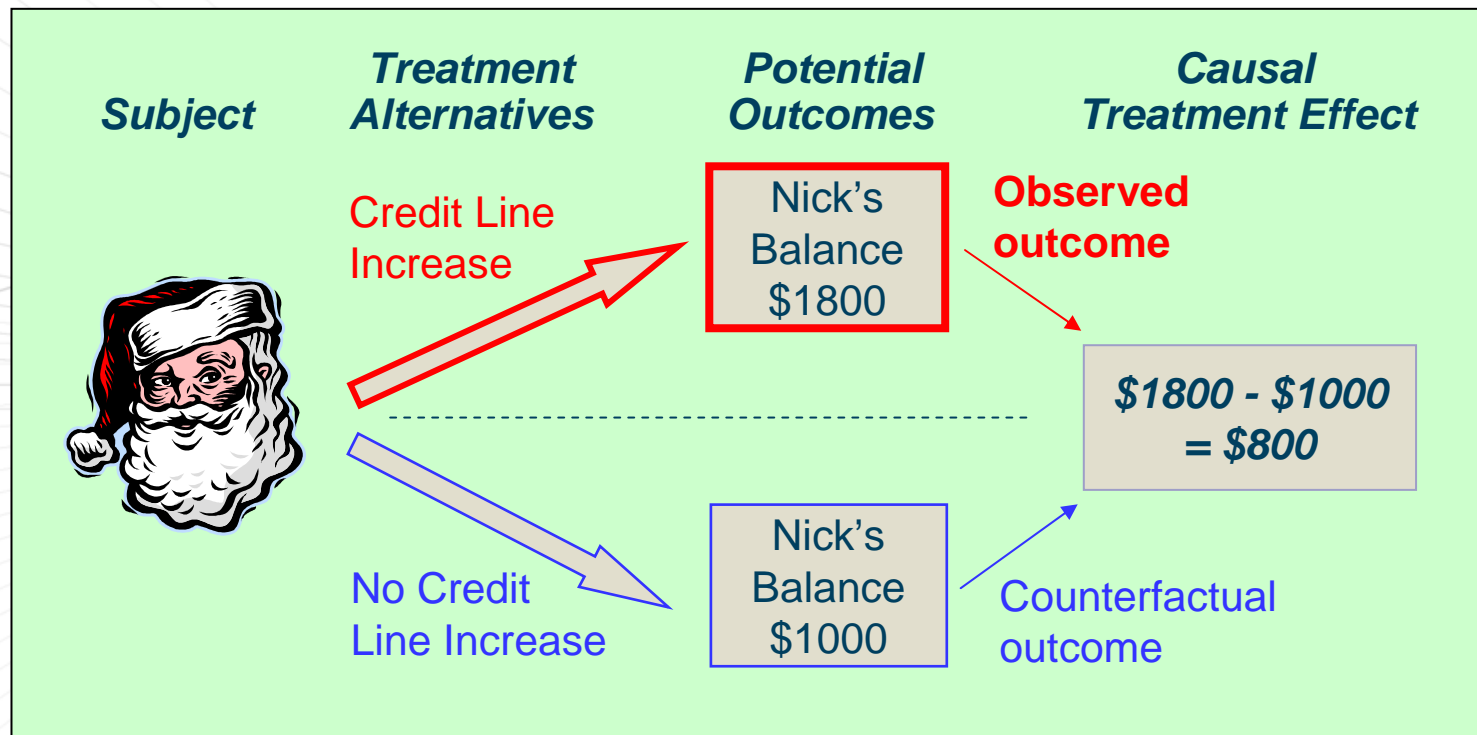 Subject
Treatment
Alternatives
Potential
Outcomes
Causal
Treatment Effect
Credit Line
Increase
Nick's
Balance
$1800
Observed
outcome
$1800 - $1000
= $800
No Credit
Line Increase
Nick's
Balance
$1000
Counterfactual
outcome